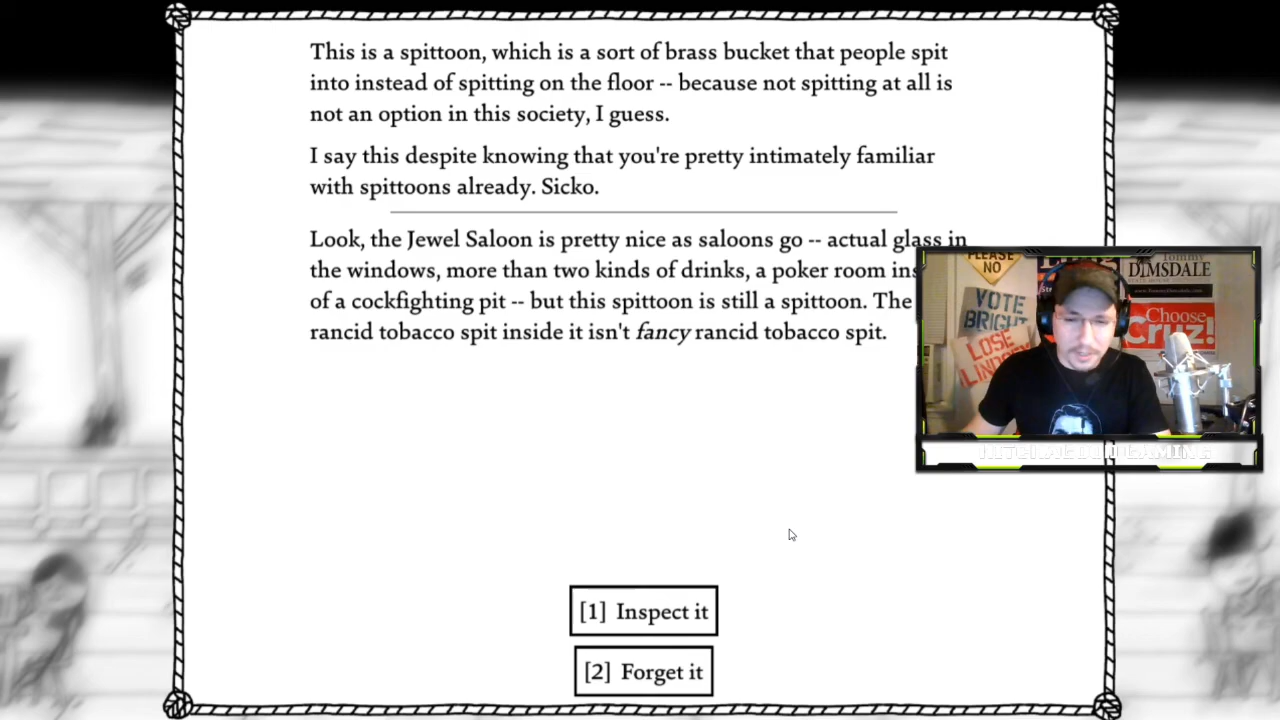 This is a spittoon, which is a sort of brass bucket that people spit
into instead of spitting on the floor -- because not spitting at all is
not an option in this society, I guess.
I say this despite knowing that you're pretty intimately familiar
with spittoons already. Sicko.
Look, the Jewel Saloon is pretty nice as saloons go -- actual glass in
the windows, more than two kinds of drinks, a poker room ins
of a cockfighting pit -- but this spittoon is still a spittoon. The
rancid tobacco spit inside it isn't fancy rancid tobacco spit.
PLEASE
NO
Tommy
DIMSDALE
VOTE
BRIGHT
LOSE
Choose
Cruz!
[1] Inspect it
[2] Forget it